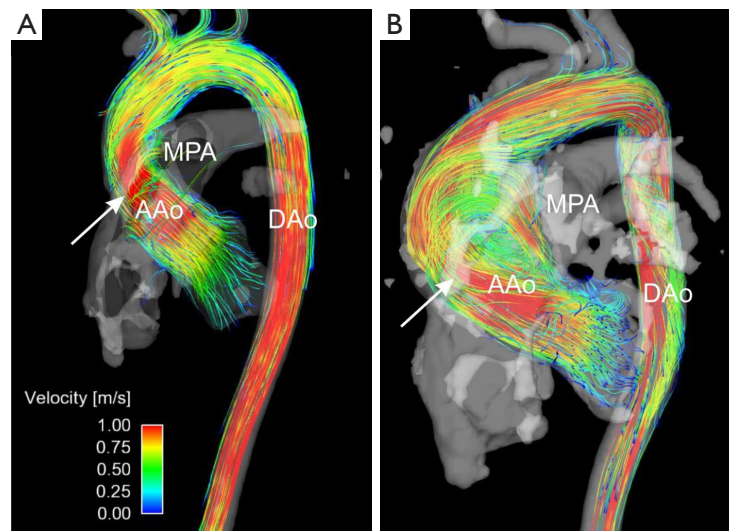 A
MPA
AAo
DAo
Velocity [m/s]
1.00
0.75
0.50
0.25
0.00
B
MPA
AAo
DAo